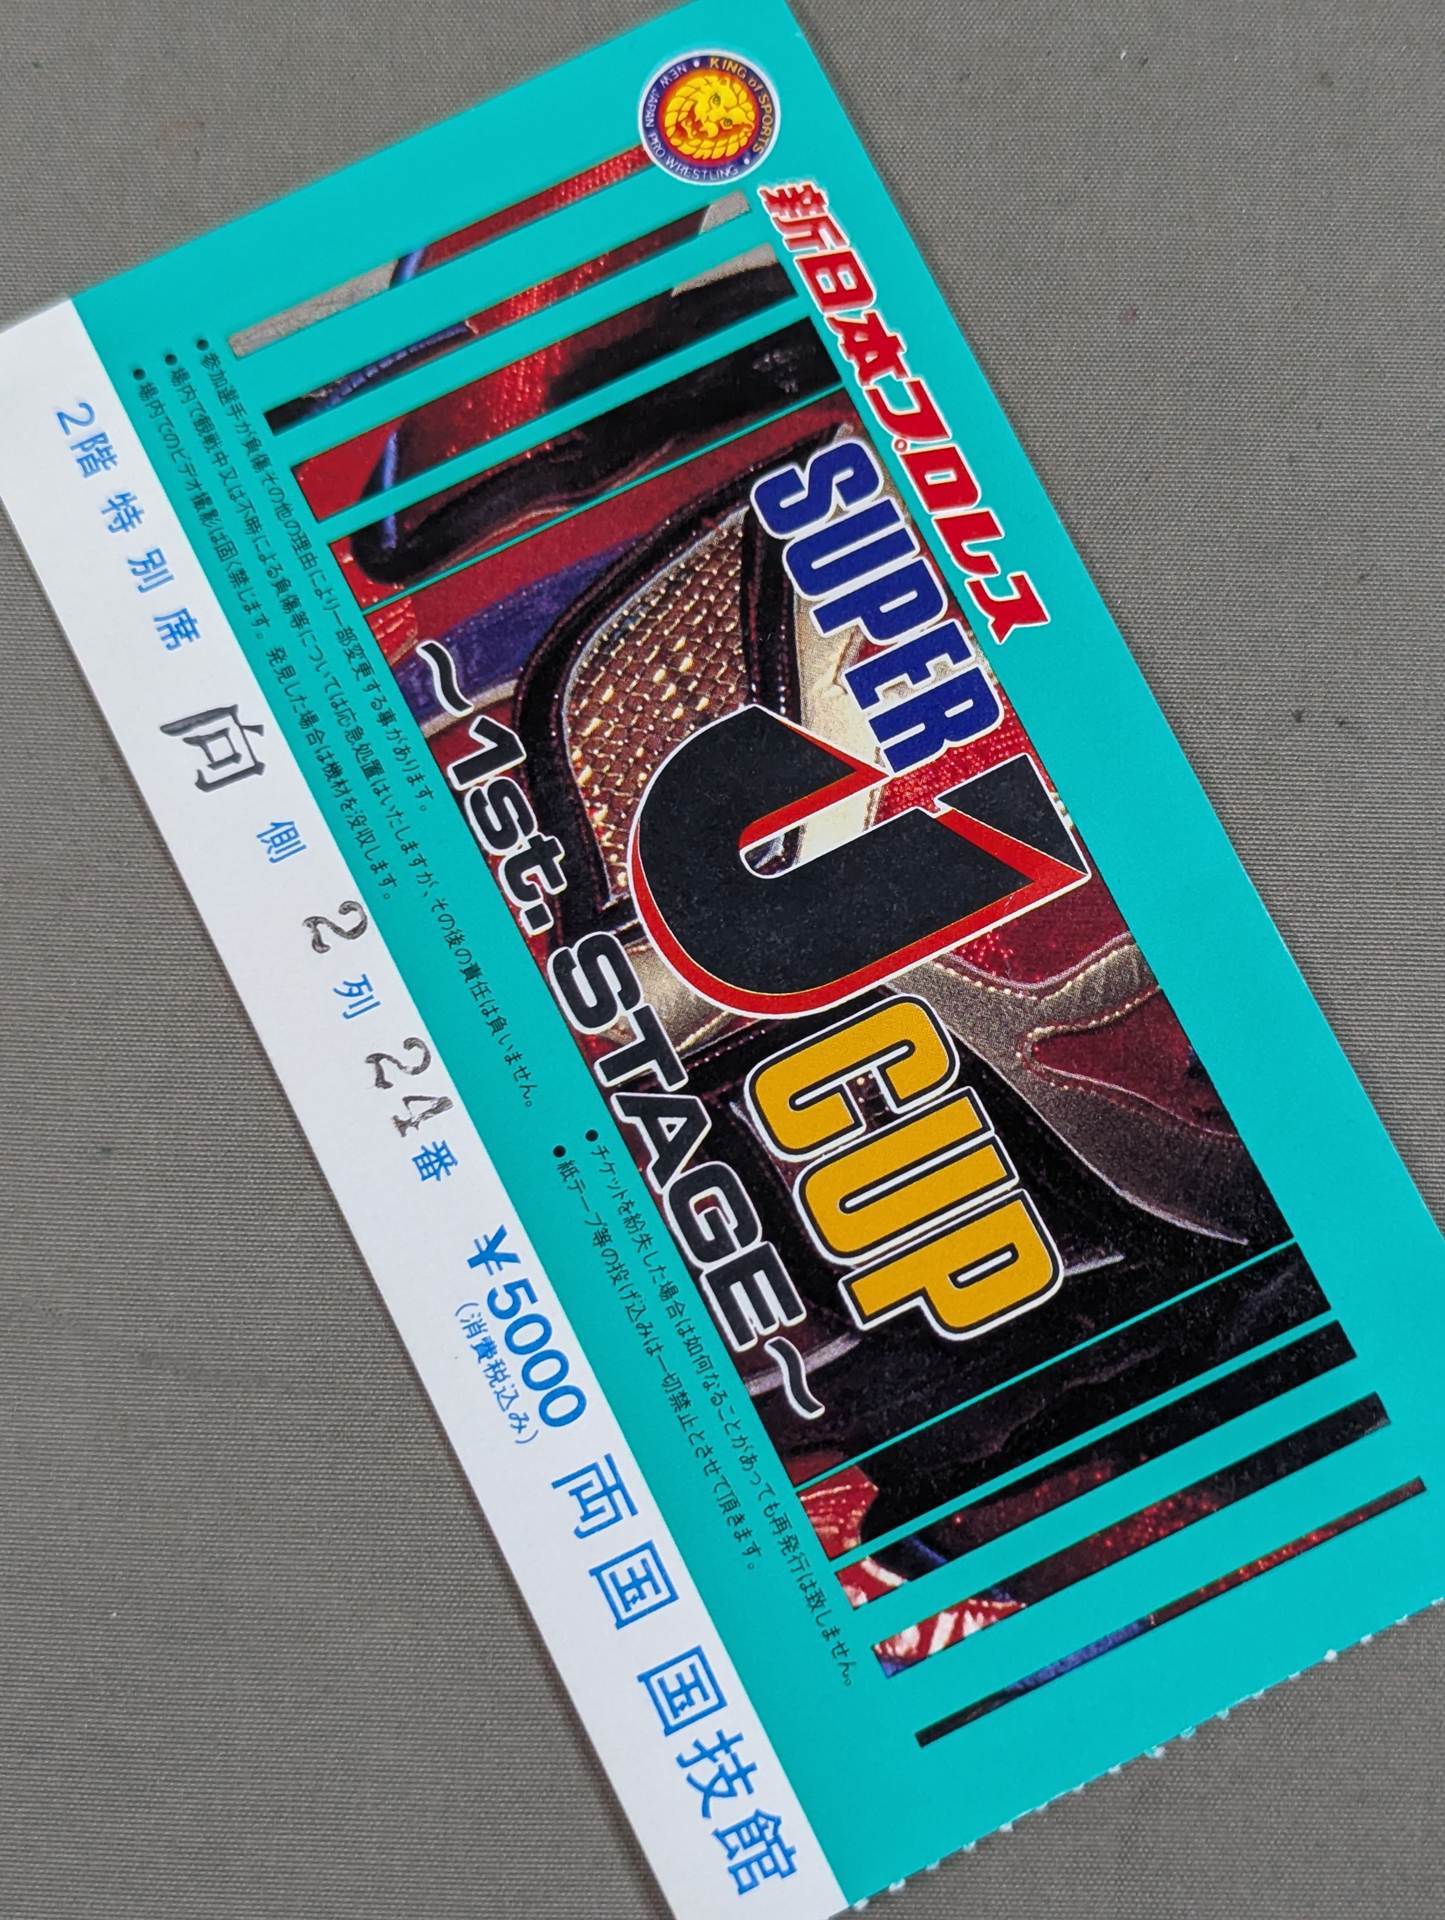 KING of SPORTS • NEW JAPAN PRO WRESTLING •
新日本プロレス
SUPER
J
CUP
〜1st. STAGE〜
●参加選手が負傷その他の理由により一部変更する事があります。
●場内で観戦中又は不晰による負傷等については応急処置はいたしますが、その後の責任は負いません。
●場内でのビデオ撮影は固く禁じます。発見した場合は機材を没収します。
●チケットを紛失した場合は如何なることがあっても再発行は致しません。
●紙テープ等の投げ込みは一切禁止とさせて頂きます。
2階特別席 向側 2列 24番 ¥5000 両国国技館
(消費税込み)